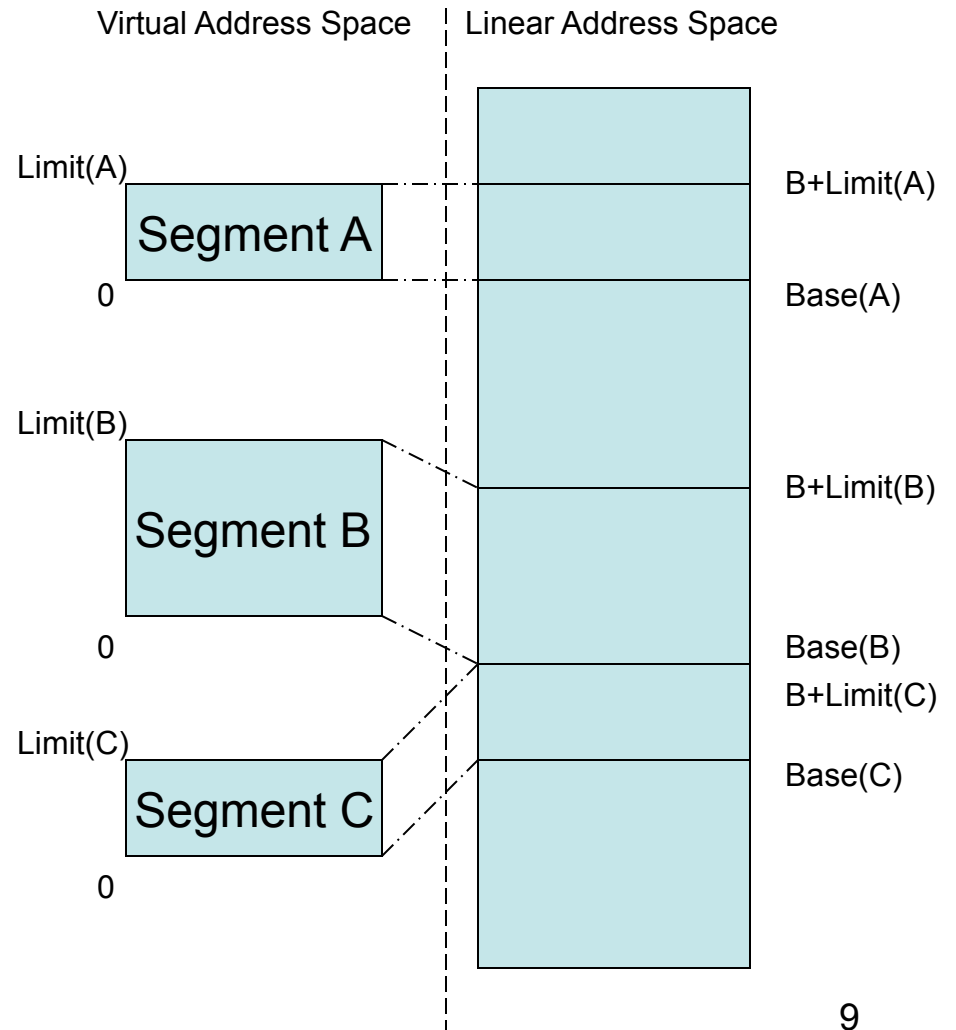 Virtual Address Space
Linear Address Space
Limit(A)
B+Limit(A)
Segment A
0
Base(A)
Limit(B)
B+Limit(B)
Segment B
0
Base(B)
B+Limit(C)
Limit(C)
Base(C)
Segment C
0
9